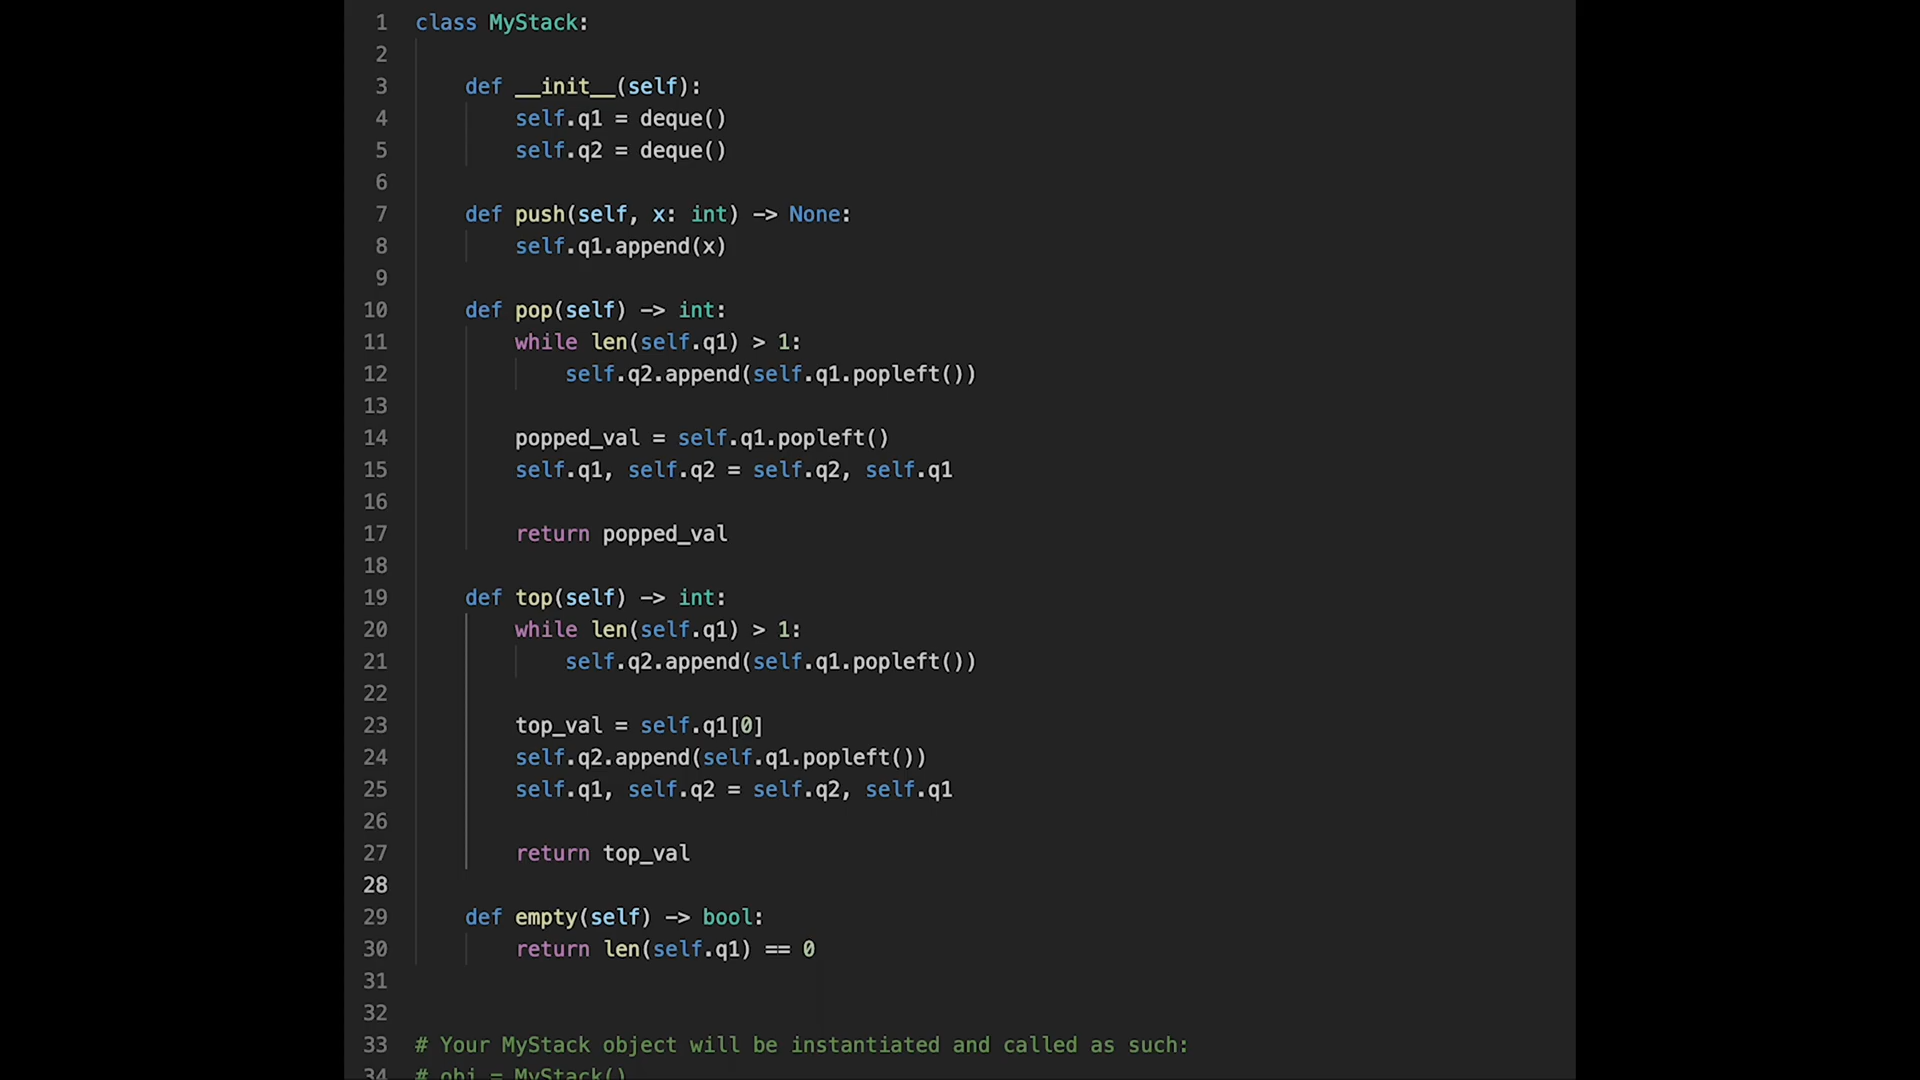 1 class MyStack:
2
3 def __init__(self):
4 self.q1 = deque()
5 self.q2 = deque()
6
7 def push(self, x: int) -> None:
8 self.q1.append(x)
9
10 def pop(self) -> int:
11 while len(self.q1) > 1:
12 self.q2.append(self.q1.popleft())
13
14 popped_val = self.q1.popleft()
15 self.q1, self.q2 = self.q2, self.q1
16
17 return popped_val
18
19 def top(self) -> int:
20 while len(self.q1) > 1:
21 self.q2.append(self.q1.popleft())
22
23 top_val = self.q1[0]
24 self.q2.append(self.q1.popleft())
25 self.q1, self.q2 = self.q2, self.q1
26
27 return top_val
28
29 def empty(self) -> bool:
30 return len(self.q1) == 0
31
32
33 # Your MyStack object will be instantiated and called as such:
34 # obj = MyStack()